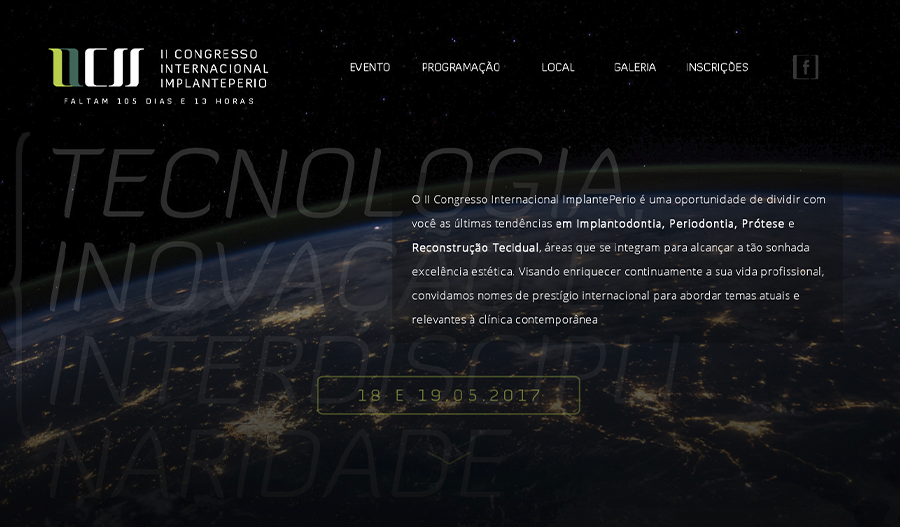 II CONGRESSO
INTERNACIONAL
IMPLANTEPERIO
FALTAM 105 DIAS E 13 HORAS
EVENTO PROGRAMAÇÃO LOCAL GALERIA INSCRIÇÕES f
TECNOLOGIA,
INOVAÇÃO E
INTERDISCIPLI
NARIDADE
O II Congresso Internacional ImplantePerio é uma oportunidade de dividir com
você as últimas tendências em Implantodontia, Periodontia, Prótese e
Reconstrução Tecidual, áreas que se integram para alcançar a tão sonhada
excelência estética. Visando enriquecer continuamente a sua vida profissional,
convidamos nomes de prestígio internacional para abordar temas atuais e
relevantes à clínica contemporânea
18 E 19.05.2017